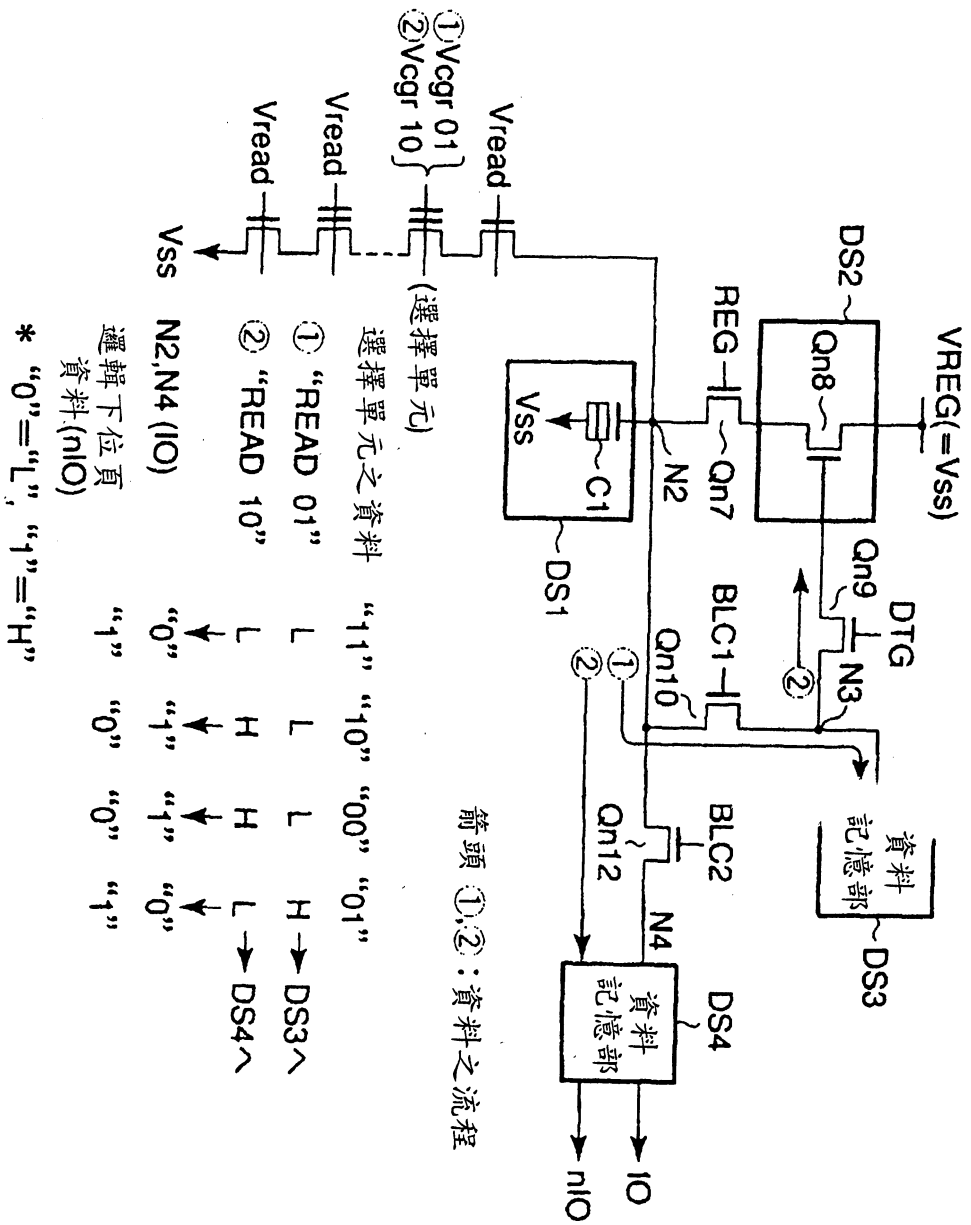 VREG(=Vss)
DS2
Qn8
Qn9
DTG
②
N3
資料
記憶部
DS3
REG
Qn7
BLC1
Qn10
BLC2
Qn12
N4
N2
C1
Vss
DS1
①
②
DS4
資料
記憶部
IO
nIO
Vread
①Vcgr 01
②Vcgr 10
(選擇單元)
Vread
Vread
Vss
箭頭 ①,② : 資料之流程
選擇單元之資料 “11” “10” “00” “01”
① “READ 01” L L L H → DS3へ
② “READ 10” L H H L → DS4へ
N2,N4 (IO) “0” “1” “1” “0”
邏輯下位頁
資料(nIO) “1” “0” “0” “1”
* “0”=“L”, “1”=“H”